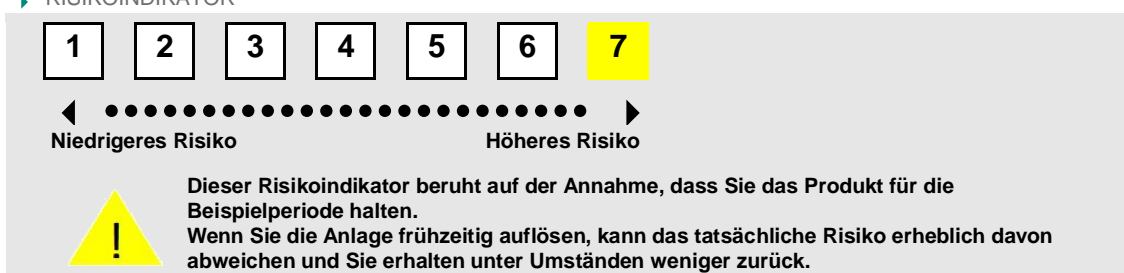 RISIKOINDIKATOR
1 2 3 4 5 6 7
Niedrigeres Risiko Höheres Risiko
Dieser Risikoindikator beruht auf der Annahme, dass Sie das Produkt für die
Beispielperiode halten.
! Wenn Sie die Anlage frühzeitig auflösen, kann das tatsächliche Risiko erheblich davon
abweichen und Sie erhalten unter Umständen weniger zurück.